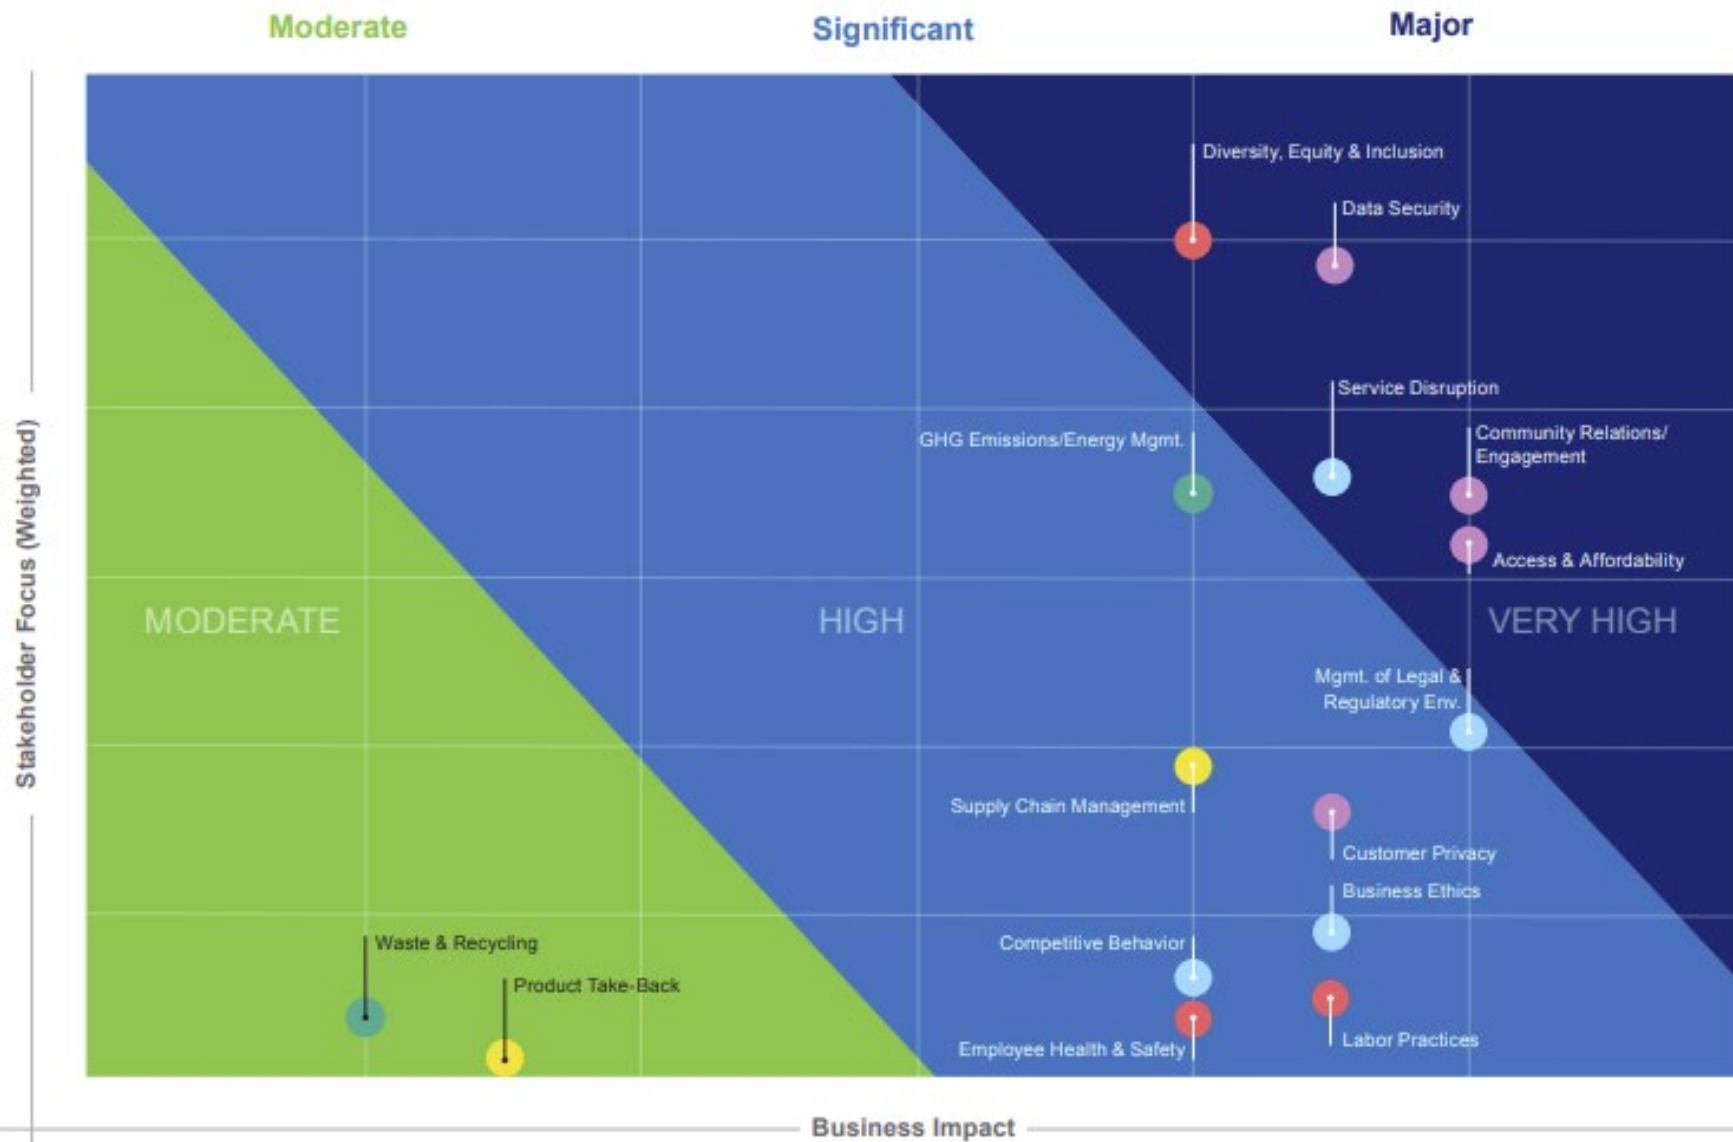 Moderate
Significant
Major
Diversity, Equity & Inclusion
Data Security
Service Disruption
Community Relations/
Engagement
GHG Emissions/Energy Mgmt.
Access & Affordability
Stakeholder Focus (Weighted)
MODERATE
HIGH
VERY HIGH
Mgmt. of Legal &
Regulatory Env.
Supply Chain Management
Customer Privacy
Business Ethics
Waste & Recycling
Competitive Behavior
Product Take-Back
Employee Health & Safety
Labor Practices
Business Impact